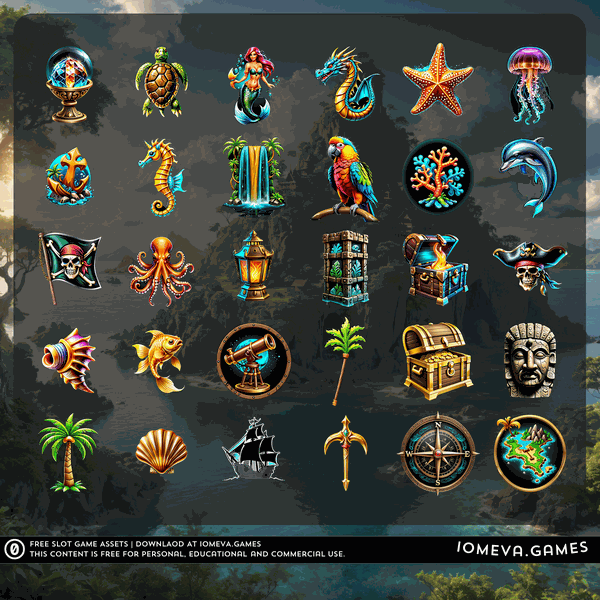 N
W E
S
FREE SLOT GAME ASSETS | DOWNLAOD AT IOMEVA.GAMES
THIS CONTENT IS FREE FOR PERSONAL, EDUCATIONAL AND COMMERCIAL USE.
IOMEVA.GAMES